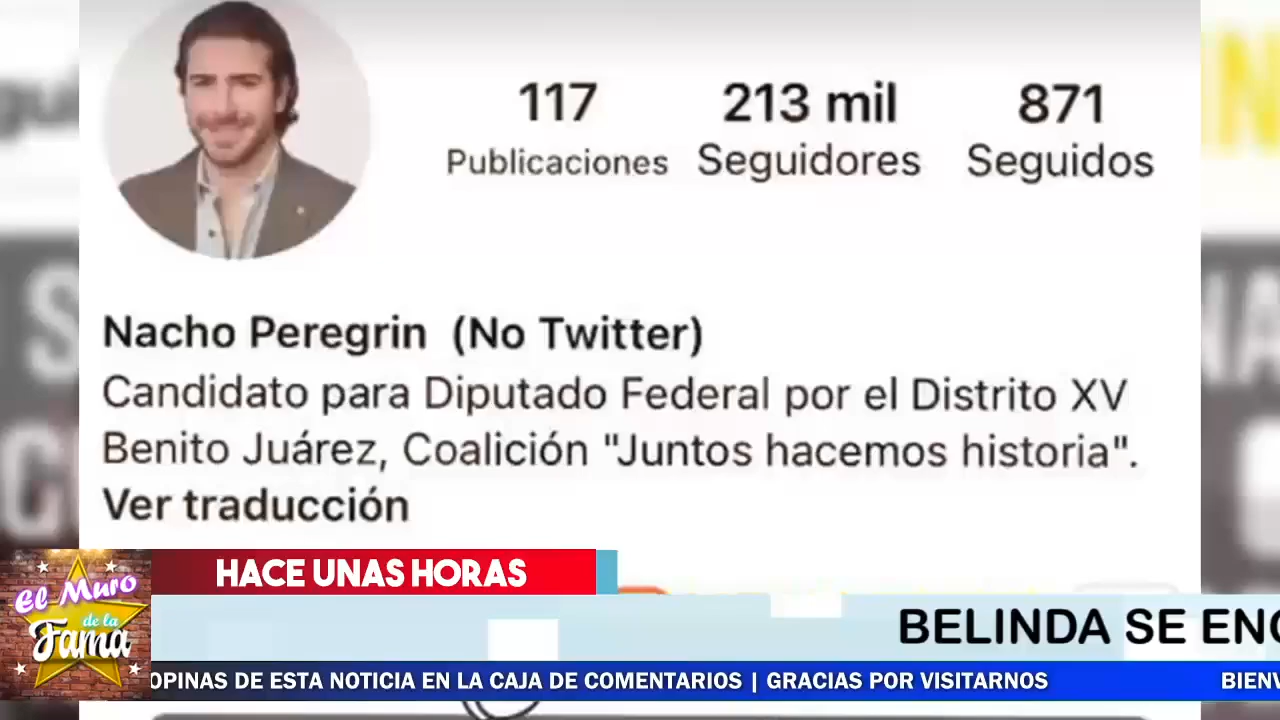 117
213 mil
871
Publicaciones
Seguidores
Seguidos
Nacho Peregrin (No Twitter)
Candidato para Diputado Federal por el Distrito XV
Benito Juárez, Coalición "Juntos hacemos historia".
Ver traducción
HACE UNAS HORAS
El Muro
de la
Fama
BELINDA SE ENC
OPINAS DE ESTA NOTICIA EN LA CAJA DE COMENTARIOS | GRACIAS POR VISITARNOS
BIENV